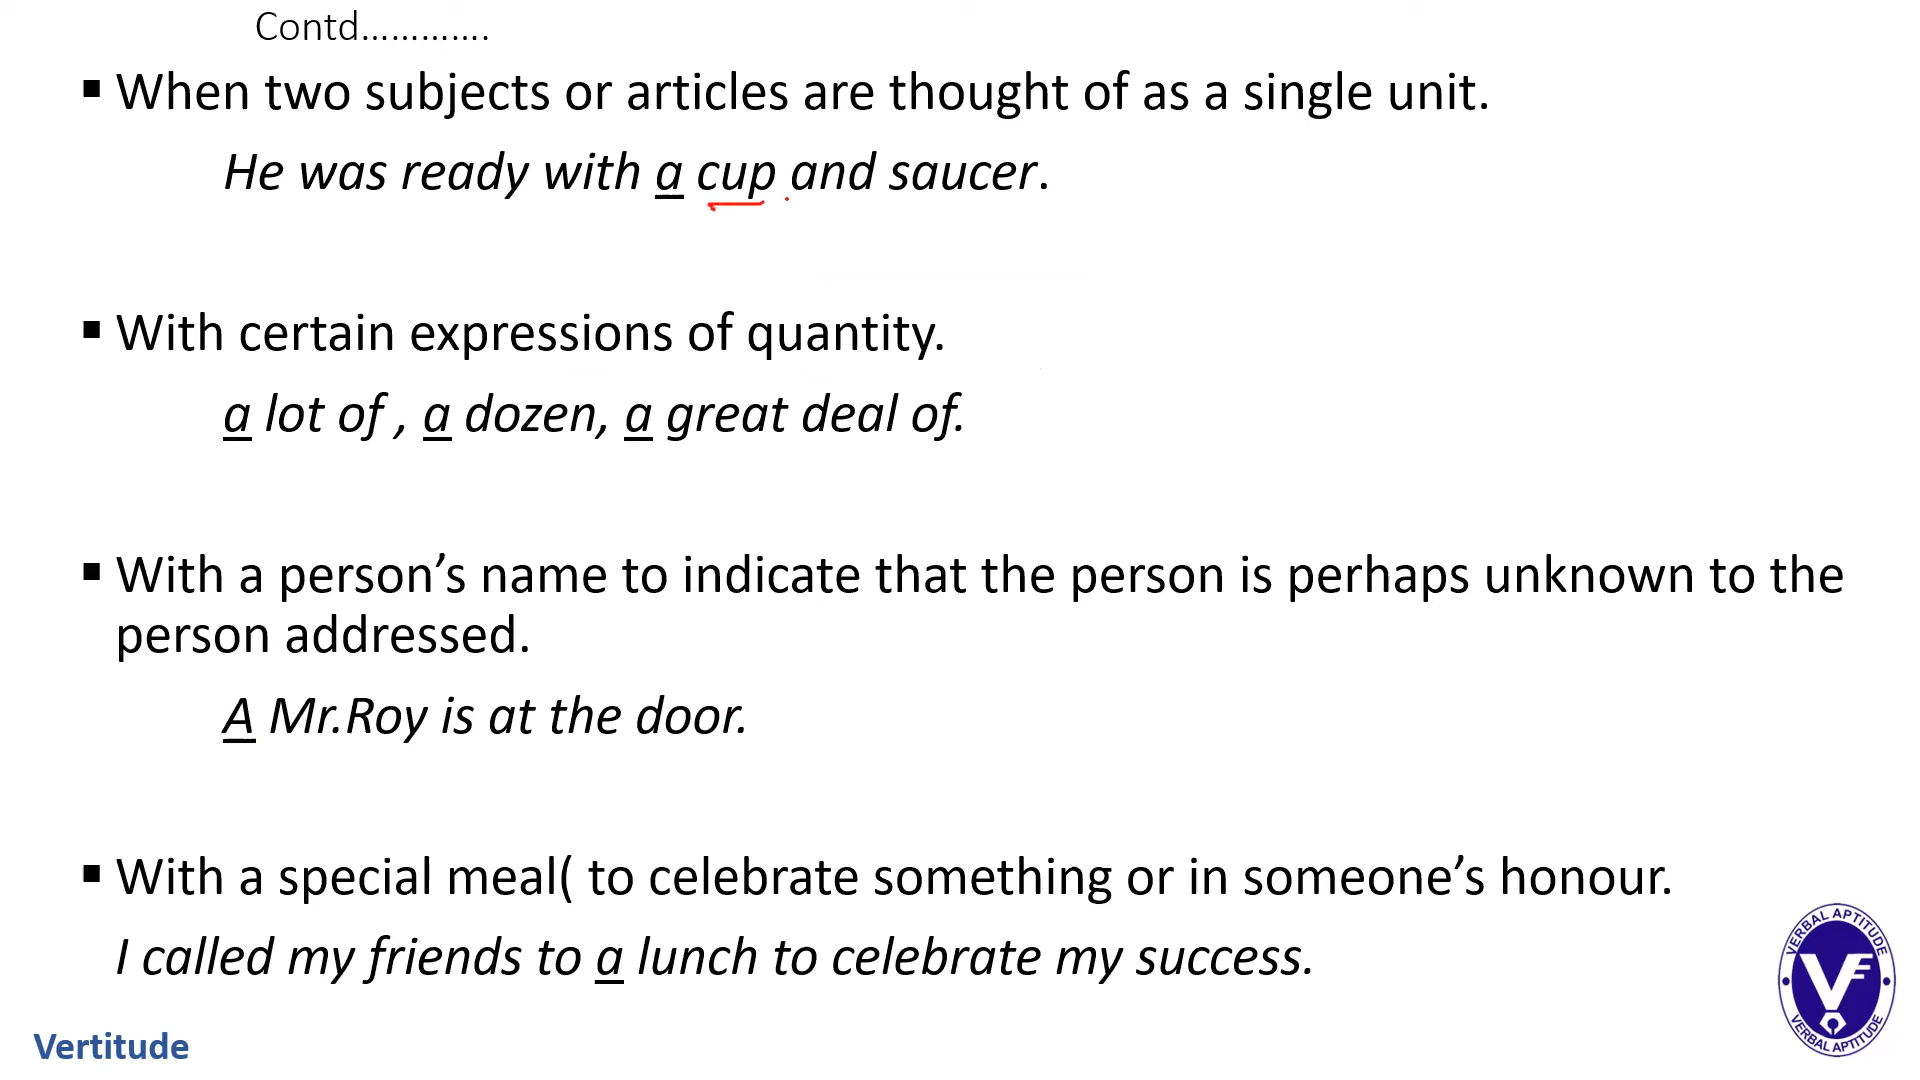 Contd.............
▪ When two subjects or articles are thought of as a single unit.
He was ready with a cup and saucer.
▪ With certain expressions of quantity.
a lot of , a dozen, a great deal of.
▪ With a person’s name to indicate that the person is perhaps unknown to the
person addressed.
A Mr.Roy is at the door.
▪ With a special meal( to celebrate something or in someone’s honour.
I called my friends to a lunch to celebrate my success.
VERBAL APTITUDE
VE
VERBAL APTITUDE
Vertitude